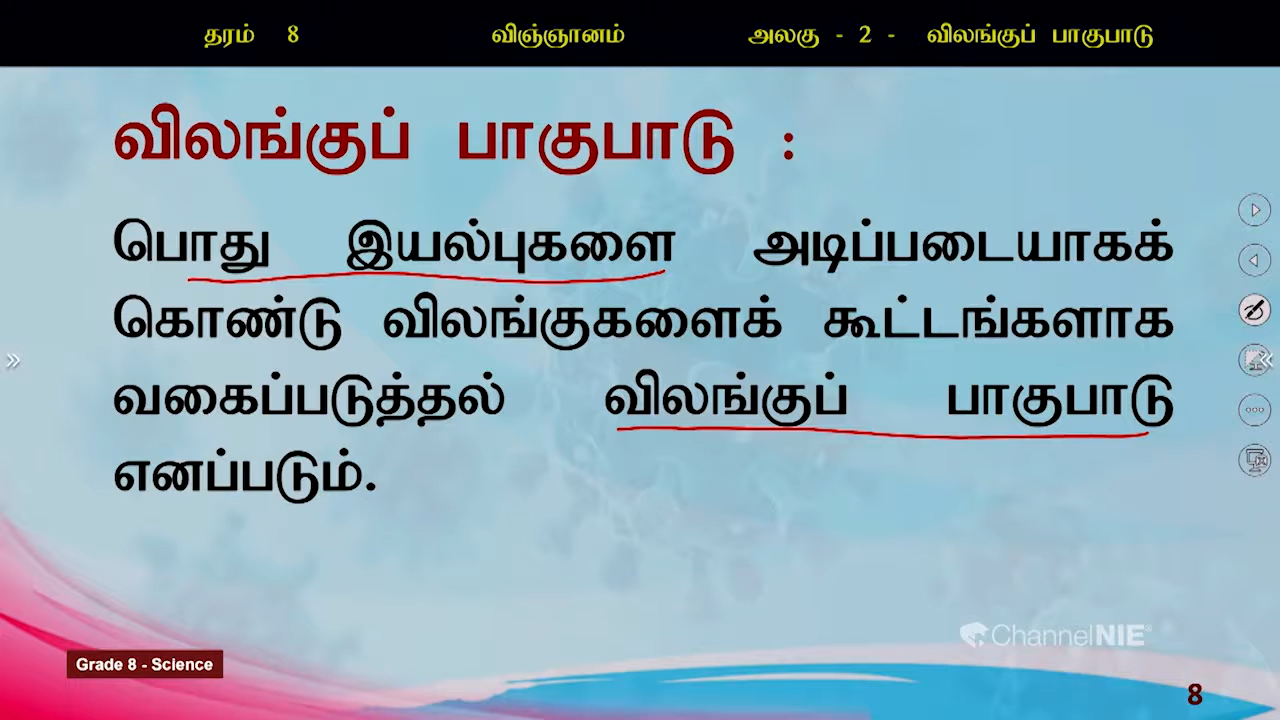 தரம் 8 விஞ்ஞானம் அலகு - 2 - விலங்குப் பாகுபாடு
விலங்குப் பாகுபாடு :
பொது இயல்புகளை அடிப்படையாகக்
கொண்டு விலங்குகளைக் கூட்டங்களாக
வகைப்படுத்தல் விலங்குப் பாகுபாடு
எனப்படும்.
ChannelNIE
Grade 8 - Science
8